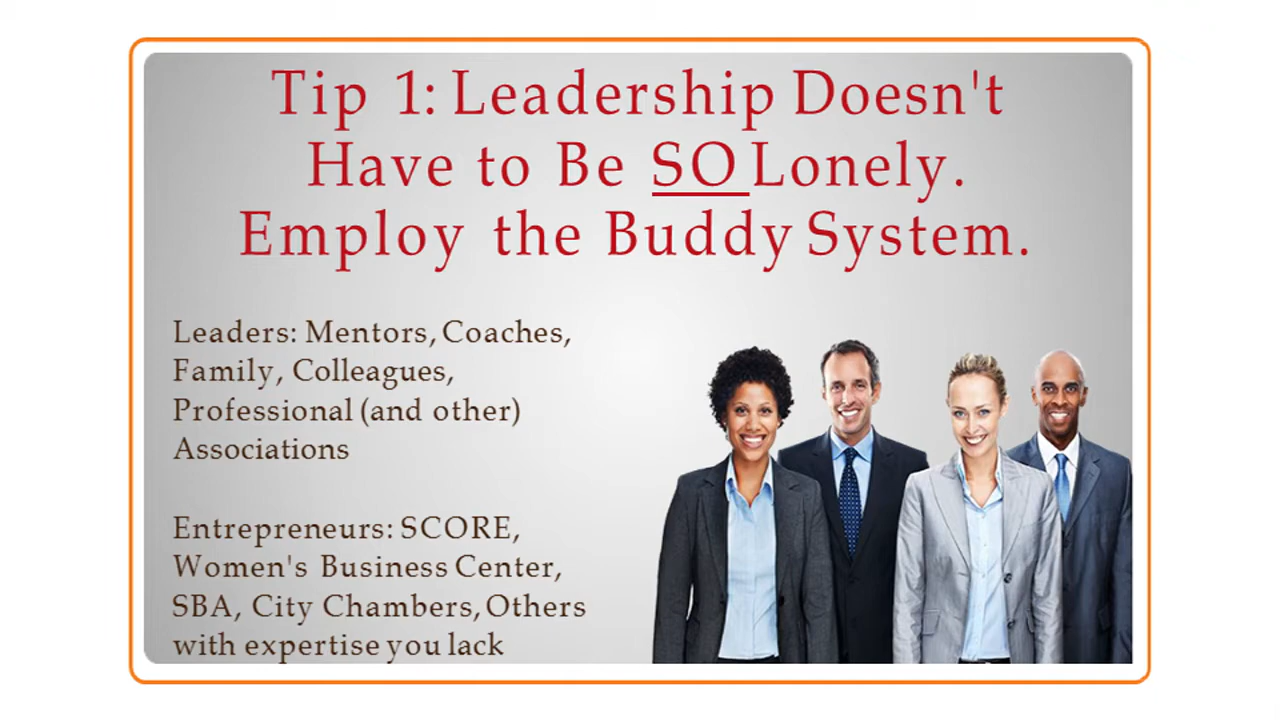 Tip 1: Leadership Doesn't
Have to Be SO Lonely.
Employ the Buddy System.
Leaders: Mentors, Coaches,
Family, Colleagues,
Professional (and other)
Associations
Entrepreneurs: SCORE,
Women's Business Center,
SBA, City Chambers, Others
with expertise you lack